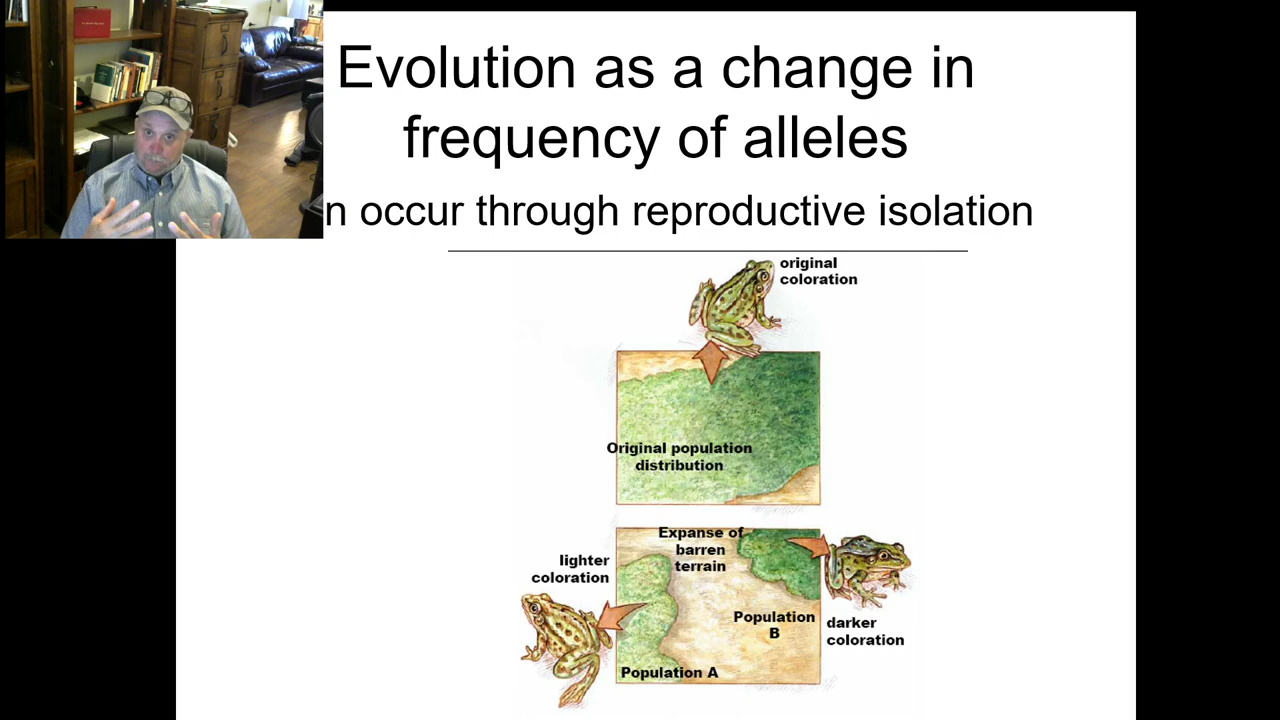 Evolution as a change in
frequency of alleles
n occur through reproductive isolation
original
coloration
Original population
distribution
Expanse of
barren
terrain
lighter
coloration
Population
B
darker
coloration
Population A